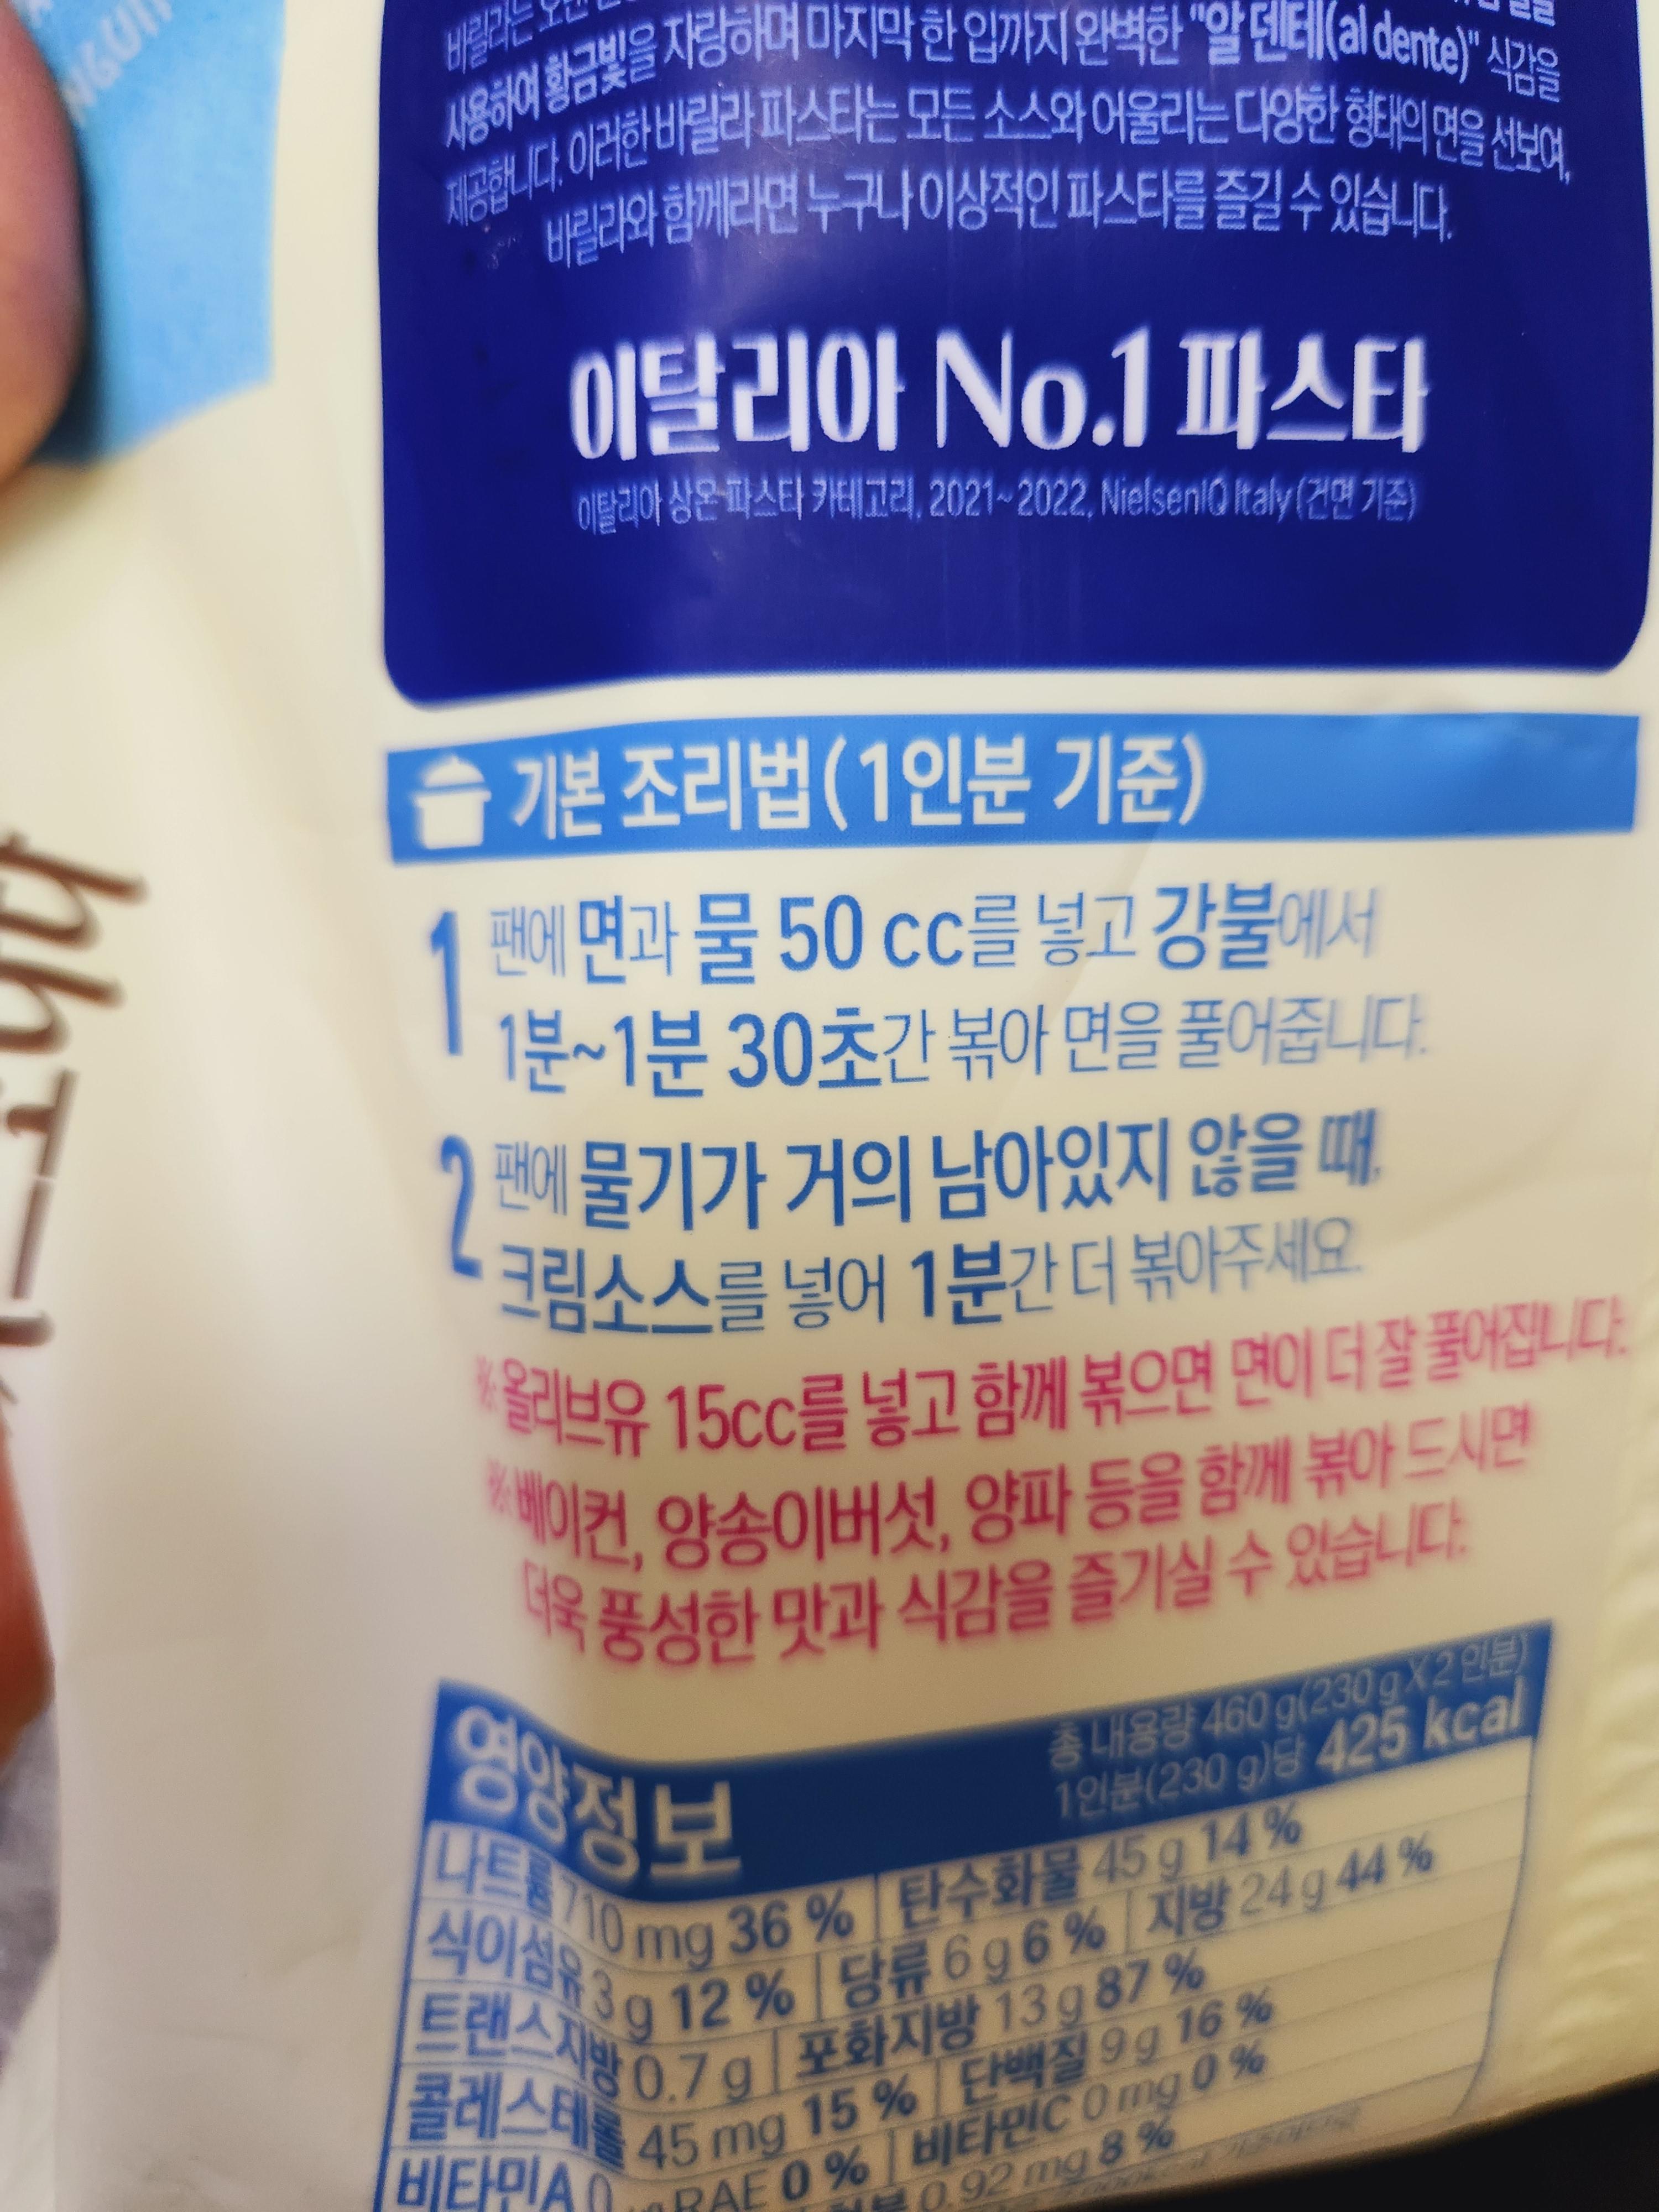 바릴라는
사용하여 황금빛을 자랑하며 마지막 한 입까지 완벽한 "알 덴테(al dente)" 식감을
제공합니다. 이러한 바릴라 파스타는 모든 소스와 어울리는 다양한 형태의 면을 선보여,
바릴라와 함께라면 누구나 이상적인 파스타를 즐길 수 있습니다.
이탈리아 No.1 파스타
이탈리아 상온 파스타 카테고리, 2021~2022, NielsenIQ Italy (건면 기준)
기본 조리법(1인분 기준)
1 팬에 면과 물 50 cc를 넣고 강불에서
1분~1분 30초간 볶아 면을 풀어줍니다.
2 팬에 물기가 거의 남아있지 않을 때,
크림소스를 넣어 1분간 더 볶아주세요.
※올리브유 15cc를 넣고 함께 볶으면 면이 더 잘 풀어집니다.
※베이컨, 양송이버섯, 양파 등을 함께 볶아 드시면
더욱 풍성한 맛과 식감을 즐기실 수 있습니다.
영양정보
총 내용량 460 g(230 g X 2 인분)
1인분(230 g)당 425 kcal
나트륨 710 mg 36 % 탄수화물 45 g 14 %
식이섬유 3 g 12 % 당류 6 g 6 % 지방 24 g 44 %
트랜스지방 0.7 g 포화지방 13 g 87 %
콜레스테롤 45 mg 15 % 단백질 9 g 16 %
비타민A 0 RAE 0 % 비타민C 0 mg 0 %
0.92 mg 8 %